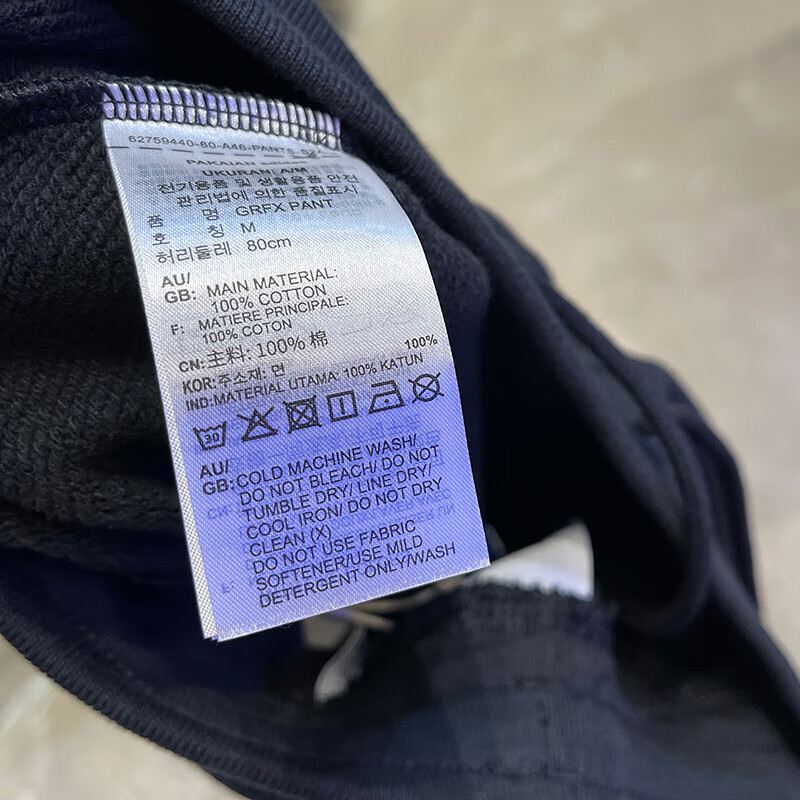 62759440-60-A46-PANTS-
PAKAIAN
UKURAN: A/M
전기용품 및 생활용품 안전
관리법에 의한 품질표시
품 명 GRFX PANT
호 칭 M
허리둘레 80cm
AU/
GB: MAIN MATERIAL:
100% COTTON
F: MATIERE PRINCIPALE:
100% COTON
CN: 主料: 100% 棉
KOR: 주소재: 면 100%
IND: MATERIAL UTAMA: 100% KATUN
30
AU/
GB: COLD MACHINE WASH/
DO NOT BLEACH/ DO NOT
TUMBLE DRY/ LINE DRY/
COOL IRON/ DO NOT DRY
CLEAN (X)
DO NOT USE FABRIC
SOFTENER/USE MILD
DETERGENT ONLY/WASH